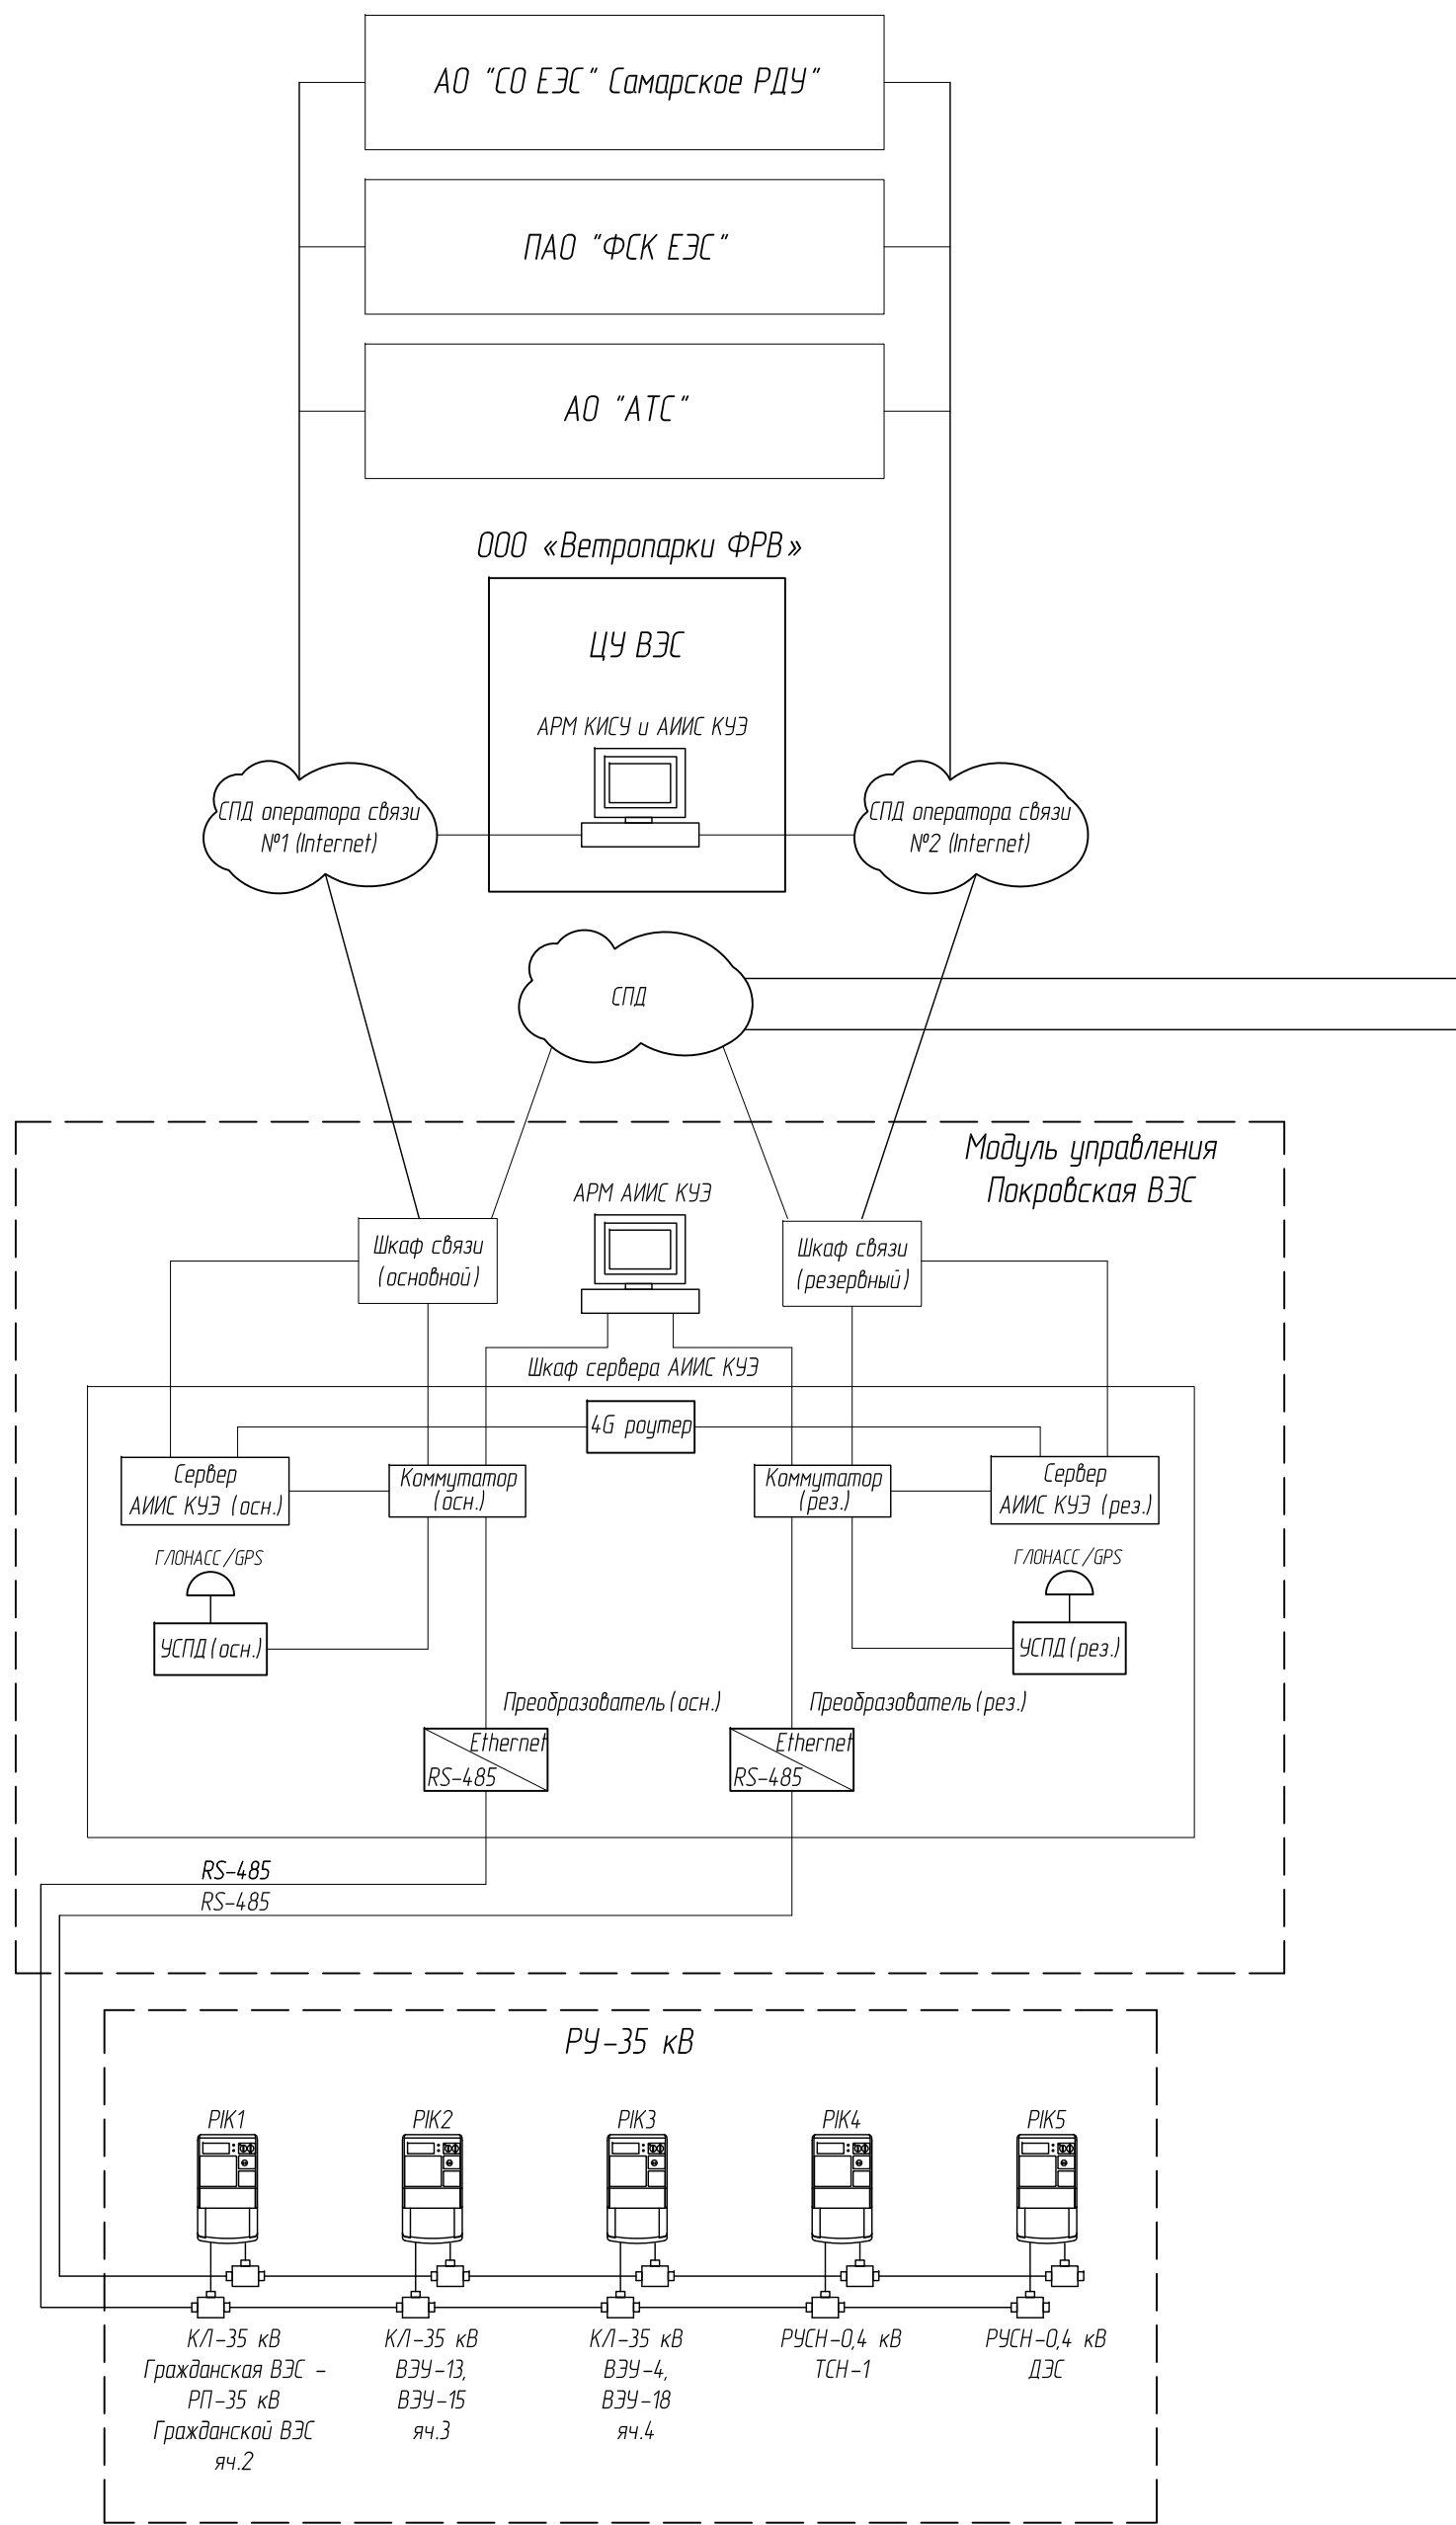 АО "СО ЕЭС" Самарское РДУ"
ПАО "ФСК ЕЭС"
АО "АТС"
ООО «Ветропарки ФРВ»
ЦУ ВЭС
АРМ КИСУ и АИИС КУЭ
СПД оператора связи
№1 (Internet)
СПД оператора связи
№2 (Internet)
СПД
Модуль управления
Покровская ВЭС
АРМ АИИС КУЭ
Шкаф связи
(основной)
Шкаф связи
(резервный)
Шкаф сервера АИИС КУЭ
4G роутер
Сервер
АИИС КУЭ (осн.)
Коммутатор
(осн.)
Коммутатор
(рез.)
Сервер
АИИС КУЭ (рез.)
ГЛОНАСС/GPS
ГЛОНАСС/GPS
УСПД(осн.)
УСПД(рез.)
Преобразователь(осн.)
Преобразователь(рез.)
Ethernet
RS-485
Ethernet
RS-485
RS-485
RS-485
РУ-35 кВ
PIK1
PIK2
PIK3
PIK4
PIK5
КЛ-35 кВ
Гражданская ВЭС -
РП-35 кВ
Гражданской ВЭС
яч.2
КЛ-35 кВ
ВЭУ-13,
ВЭУ-15
яч.3
КЛ-35 кВ
ВЭУ-4,
ВЭУ-18
яч.4
РУСН-0,4 кВ
ТСН-1
РУСН-0,4 кВ
ДЭС